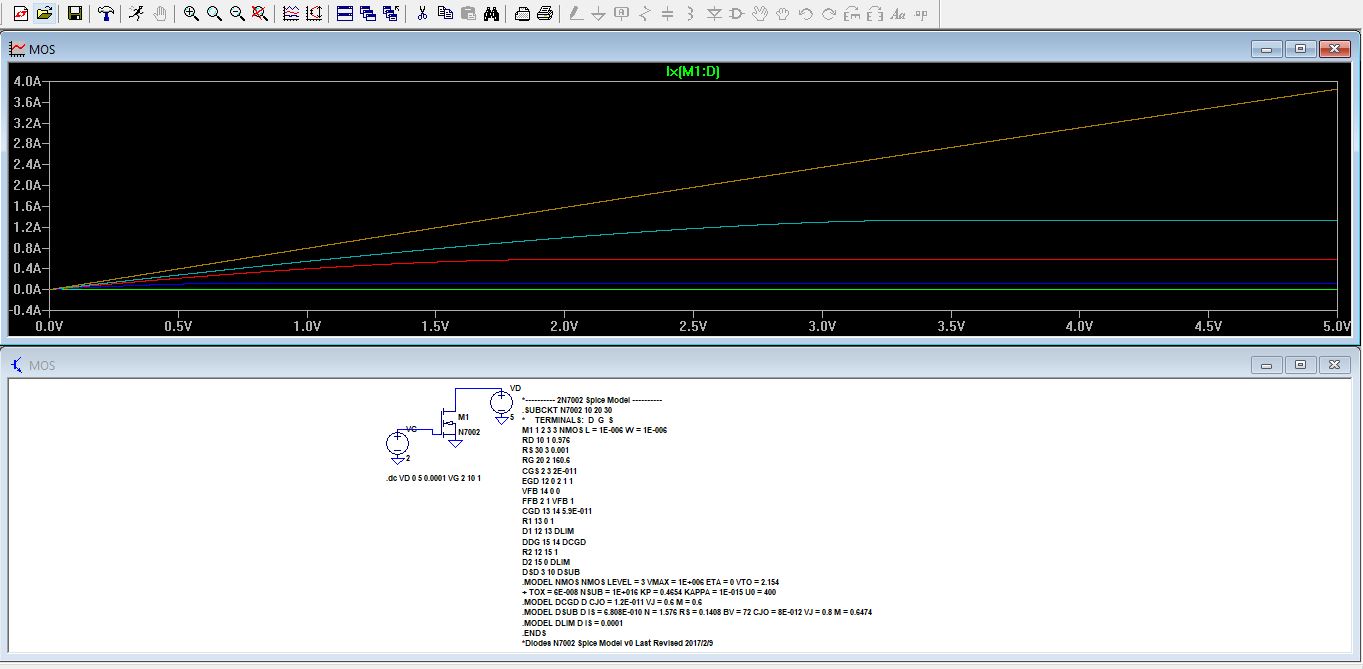 MOS
Ix(M1:D)
4.0A
3.6A
3.2A
2.8A
2.4A
2.0A
1.6A
1.2A
0.8A
0.4A
0.0A
-0.4A
0.0V 0.5V 1.0V 1.5V 2.0V 2.5V 3.0V 3.5V 4.0V 4.5V 5.0V
MOS
VD
5
M1
N7002
VG
2
.dc VD 0 5 0.0001 VG 2 10 1
*---------- 2N7002 Spice Model ----------
.SUBCKT N7002 10 20 30
* TERMINALS: D G S
M1 1 2 3 3 NMOS L = 1E-006 W = 1E-006
RD 10 1 0.976
RS 30 3 0.001
RG 20 2 160.6
CGS 2 3 2E-011
EGD 12 0 2 1 1
VFB 14 0 0
FFB 2 1 VFB 1
CGD 13 14 5.9E-011
R1 13 0 1
D1 12 13 DLIM
DDG 15 14 DCGD
R2 12 15 1
D2 15 0 DLIM
DSD 3 10 DSUB
.MODEL NMOS NMOS LEVEL = 3 VMAX = 1E+006 ETA = 0 VTO = 2.154
+ TOX = 6E-008 NSUB = 1E+016 KP = 0.4654 KAPPA = 1E-015 U0 = 400
.MODEL DCGD D CJO = 1.2E-011 VJ = 0.6 M = 0.6
.MODEL DSUB D IS = 6.808E-010 N = 1.576 RS = 0.1408 BV = 72 CJO = 8E-012 VJ = 0.8 M = 0.6474
.MODEL DLIM D IS = 0.0001
.ENDS
*Diodes N7002 Spice Model v0 Last Revised 2017/2/9